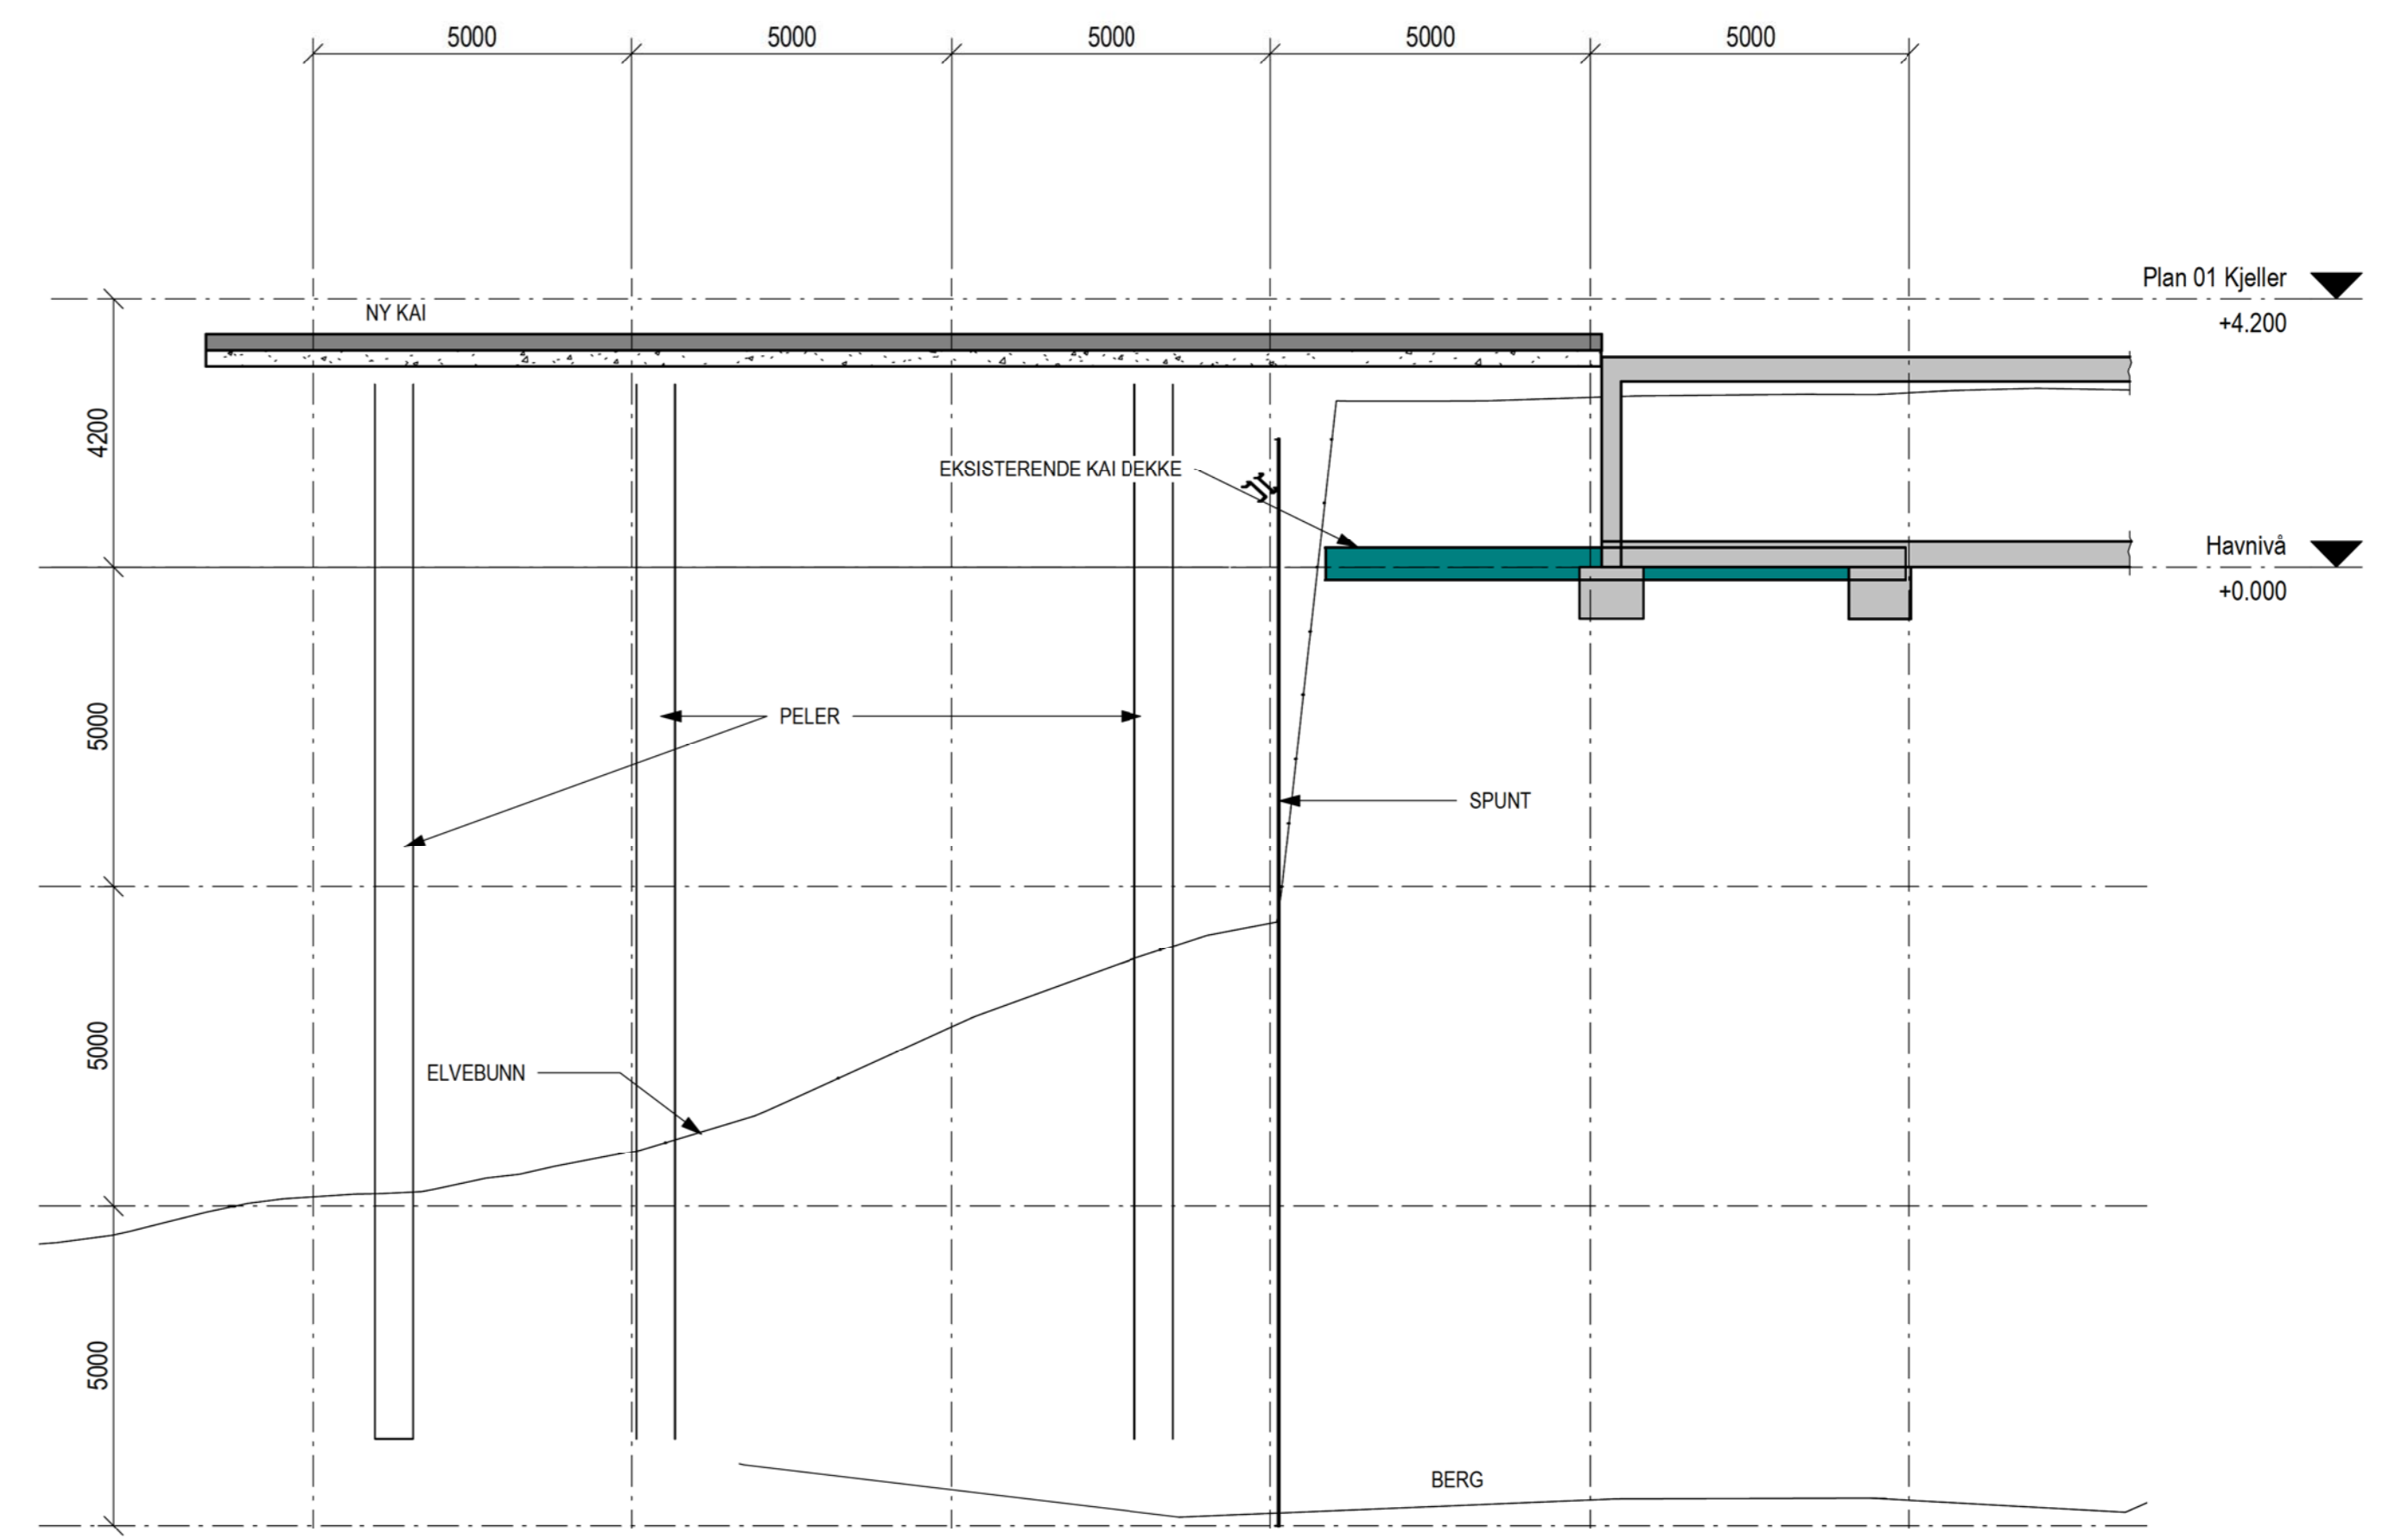 5000 5000 5000 5000 5000
Plan 01 Kjeller
+4.200
NY KAI
4200
EKSISTERENDE KAI DEKKE
Havnivå
+0.000
5000
PELER
SPUNT
5000
ELVEBUNN
5000
BERG